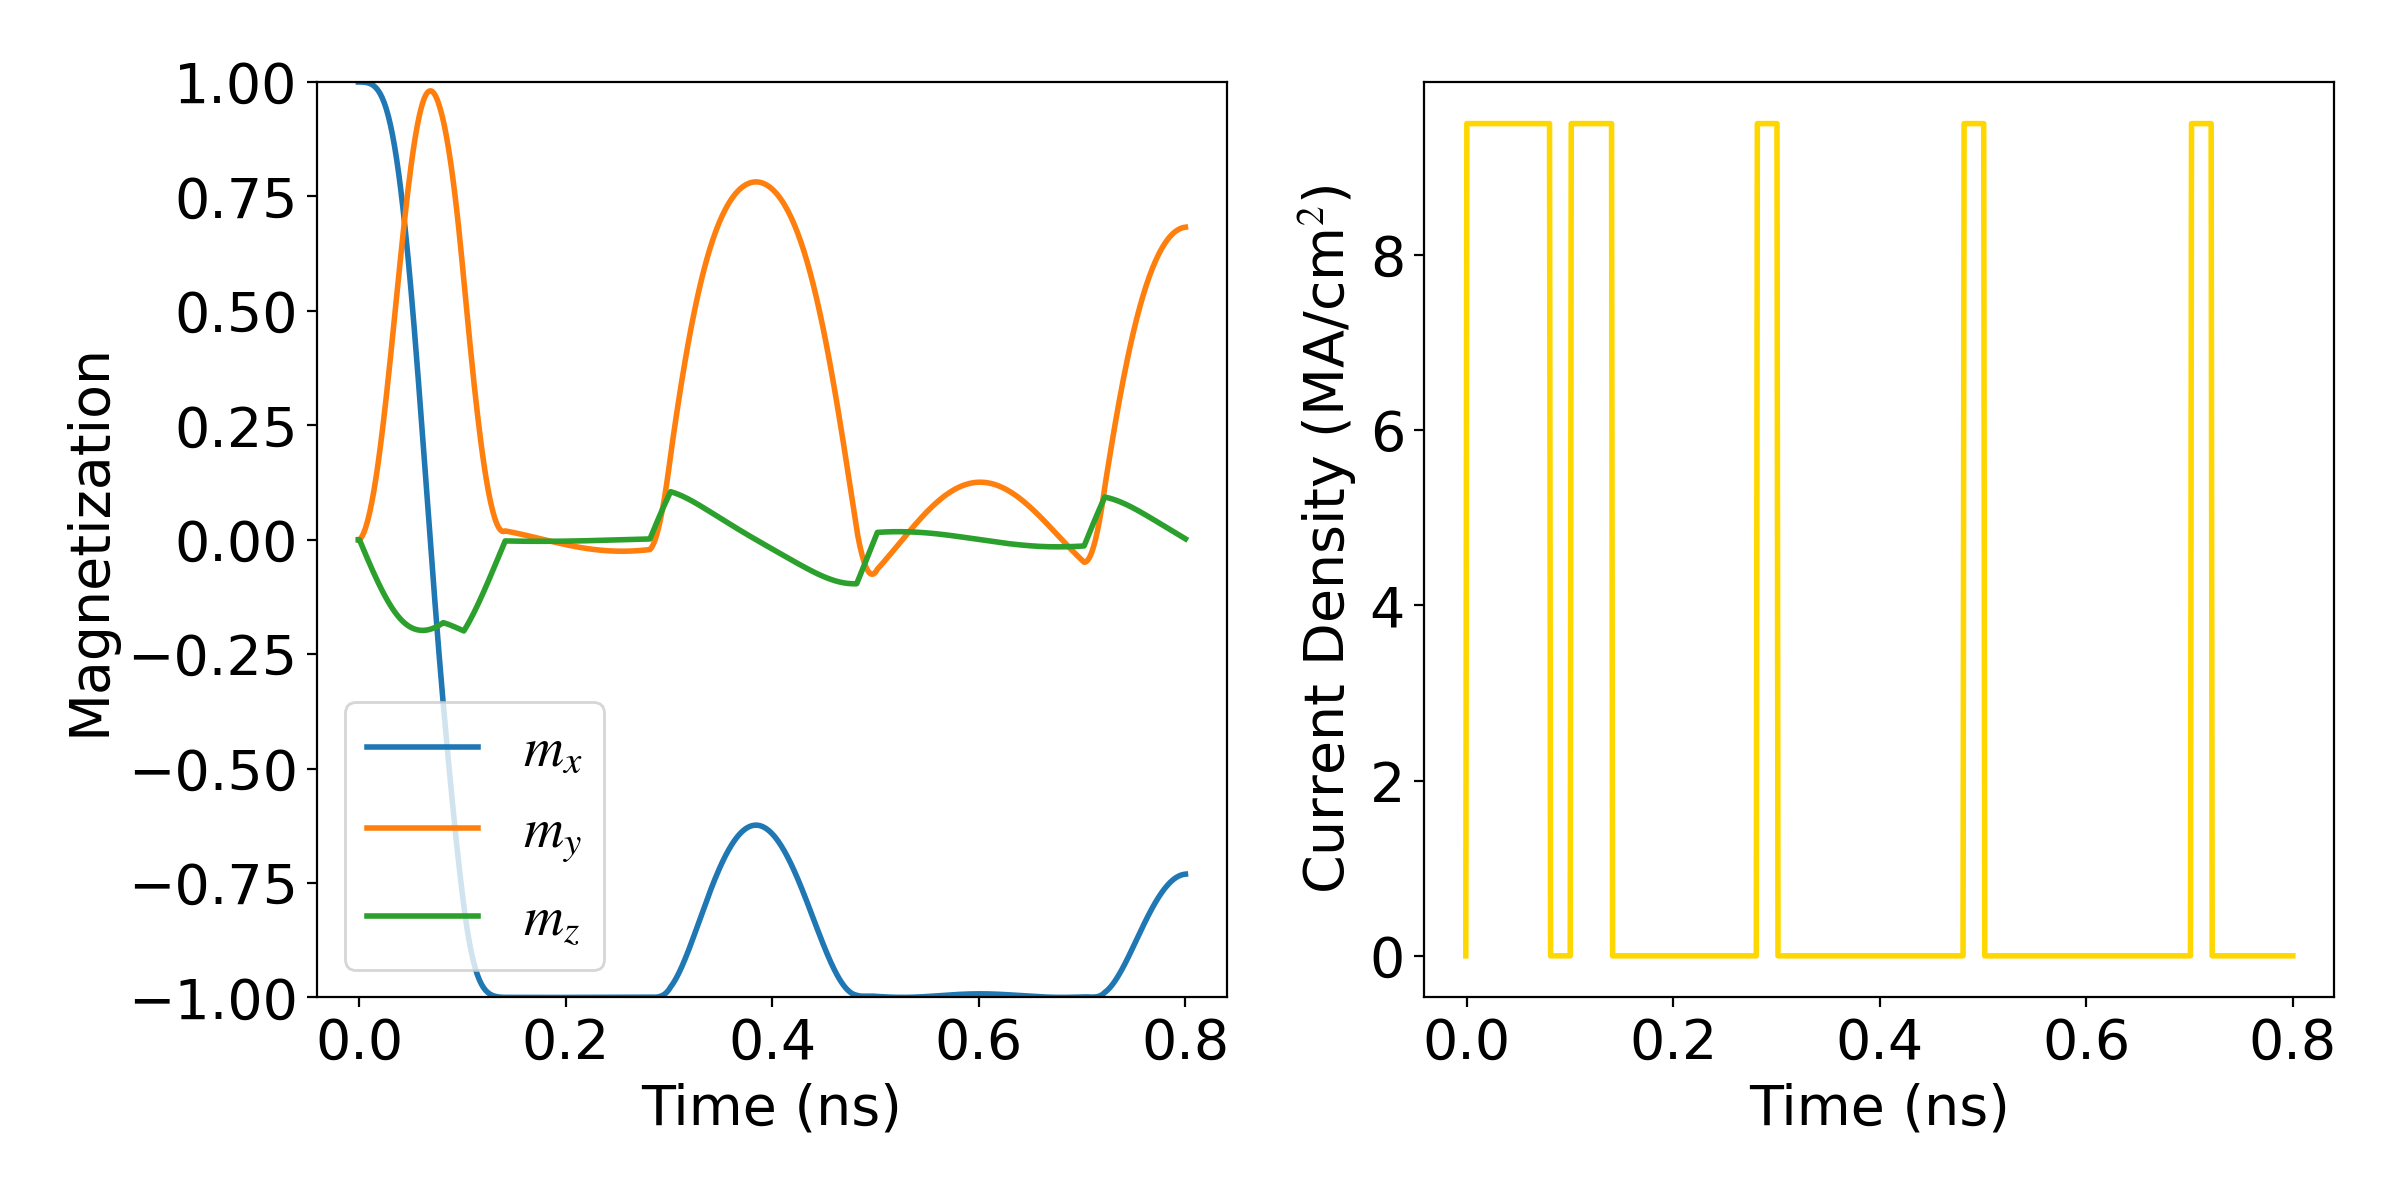 Magnetization
1.00
0.75
0.50
0.25
0.00
−0.25
−0.50
−0.75
−1.00
m_x
m_y
m_z
0.0 0.2 0.4 0.6 0.8
Time (ns)
Current Density (MA/cm²)
8
6
4
2
0
0.0 0.2 0.4 0.6 0.8
Time (ns)